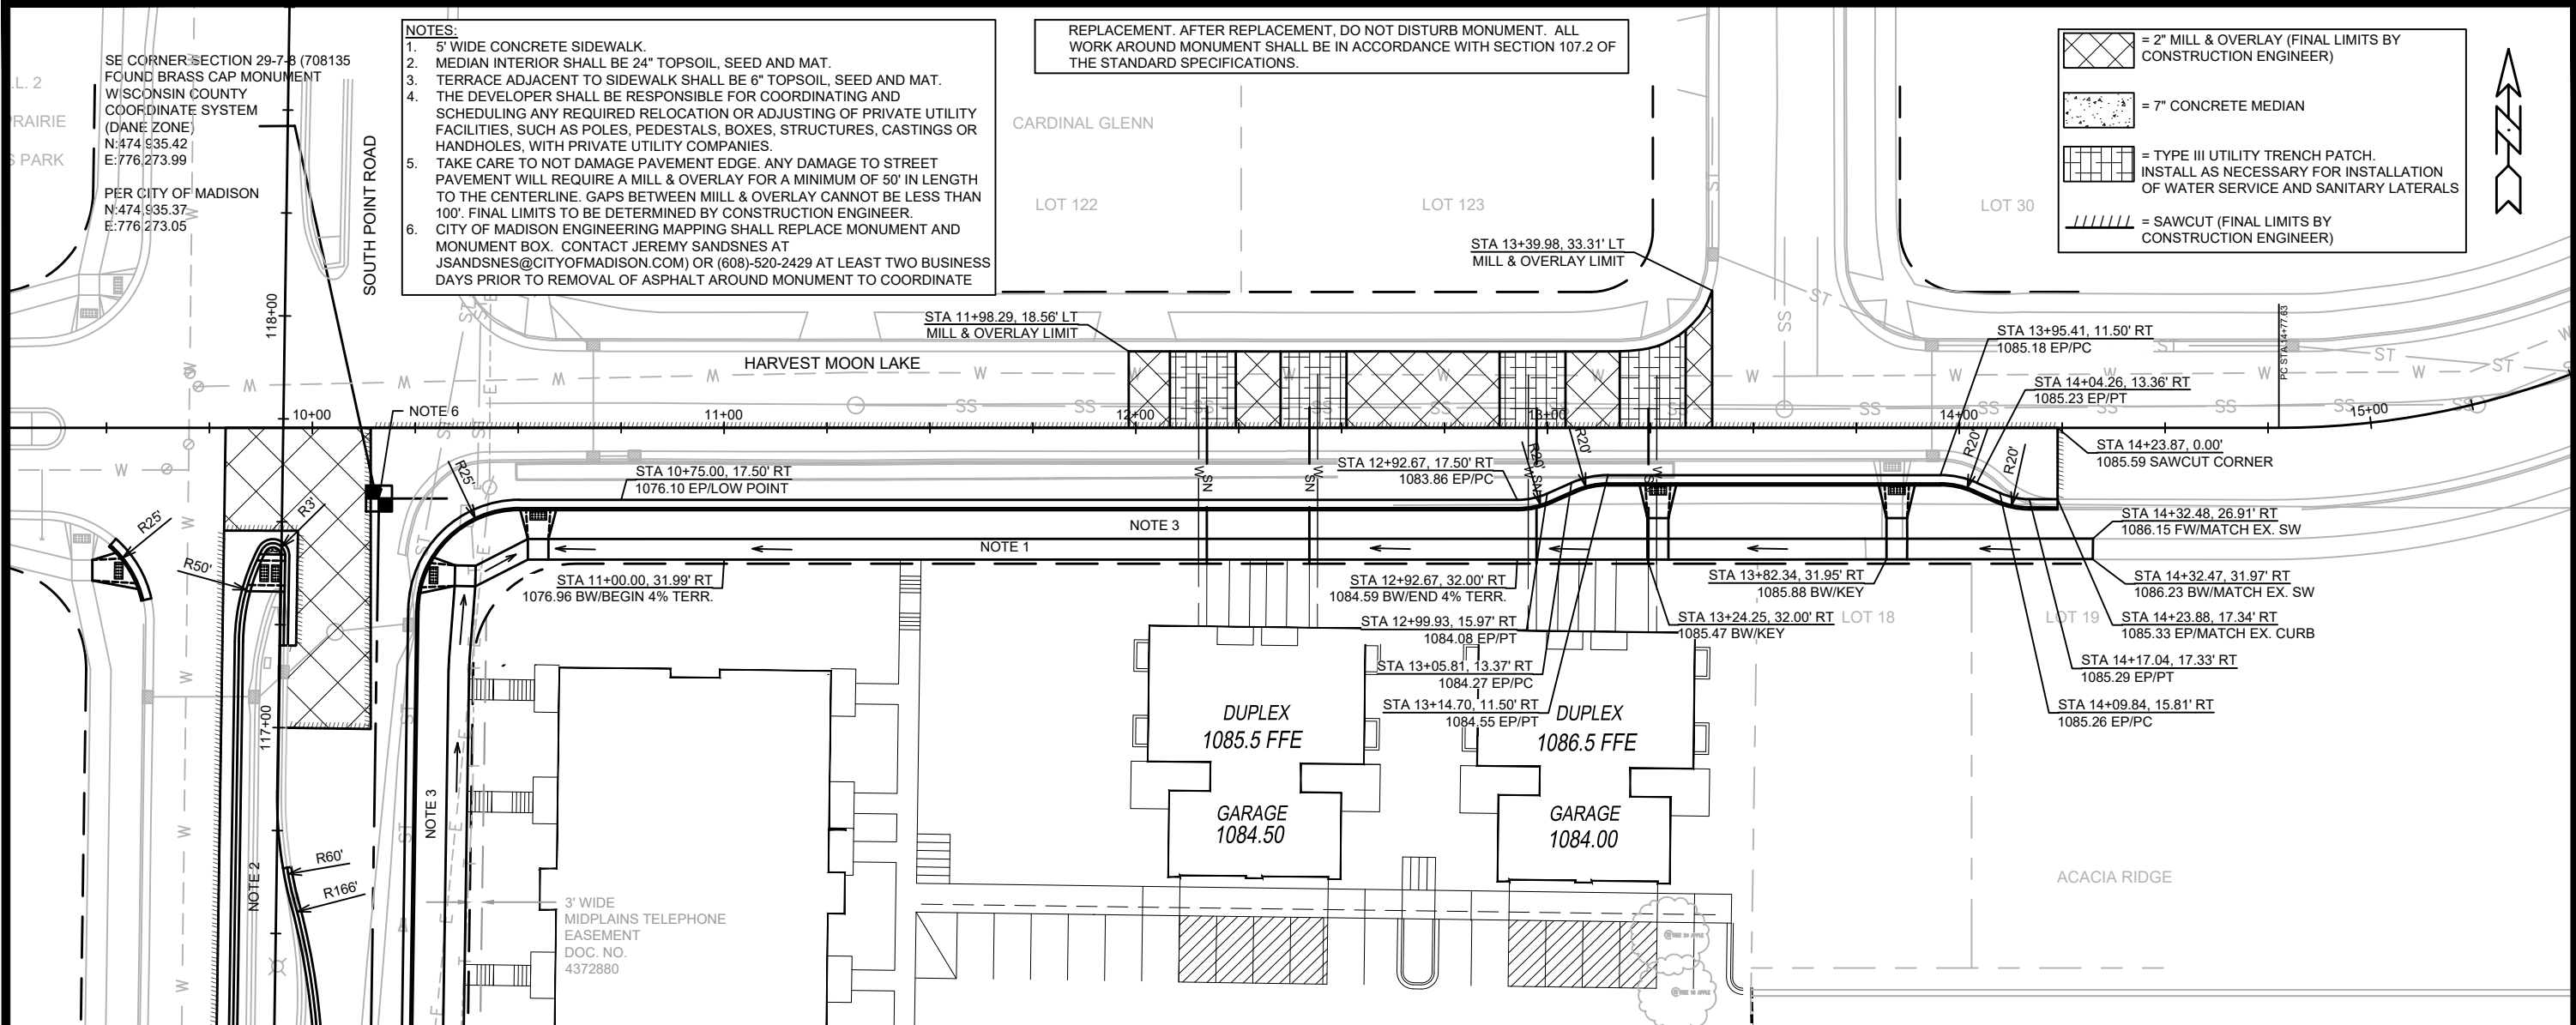 NOTES:
1. 5' WIDE CONCRETE SIDEWALK.
2. MEDIAN INTERIOR SHALL BE 24" TOPSOIL, SEED AND MAT.
3. TERRACE ADJACENT TO SIDEWALK SHALL BE 6" TOPSOIL, SEED AND MAT.
4. THE DEVELOPER SHALL BE RESPONSIBLE FOR COORDINATING AND
SCHEDULING ANY REQUIRED RELOCATION OR ADJUSTING OF PRIVATE UTILITY
FACILITIES, SUCH AS POLES, PEDESTALS, BOXES, STRUCTURES, CASTINGS OR
HANDHOLES, WITH PRIVATE UTILITY COMPANIES.
5. TAKE CARE TO NOT DAMAGE PAVEMENT EDGE. ANY DAMAGE TO STREET
PAVEMENT WILL REQUIRE A MILL & OVERLAY FOR A MINIMUM OF 50' IN LENGTH
TO THE CENTERLINE. GAPS BETWEEN MIILL & OVERLAY CANNOT BE LESS THAN
100'. FINAL LIMITS TO BE DETERMINED BY CONSTRUCTION ENGINEER.
6. CITY OF MADISON ENGINEERING MAPPING SHALL REPLACE MONUMENT AND
MONUMENT BOX. CONTACT JEREMY SANDSNES AT
JSANDSNES@CITYOFMADISON.COM) OR (608)-520-2429 AT LEAST TWO BUSINESS
DAYS PRIOR TO REMOVAL OF ASPHALT AROUND MONUMENT TO COORDINATE
REPLACEMENT. AFTER REPLACEMENT, DO NOT DISTURB MONUMENT. ALL
WORK AROUND MONUMENT SHALL BE IN ACCORDANCE WITH SECTION 107.2 OF
THE STANDARD SPECIFICATIONS.
= 2" MILL & OVERLAY (FINAL LIMITS BY
CONSTRUCTION ENGINEER)
= 7" CONCRETE MEDIAN
= TYPE III UTILITY TRENCH PATCH.
INSTALL AS NECESSARY FOR INSTALLATION
OF WATER SERVICE AND SANITARY LATERALS
= SAWCUT (FINAL LIMITS BY
CONSTRUCTION ENGINEER)
N
SE CORNER SECTION 29-7-8 (708135
FOUND BRASS CAP MONUMENT
WISCONSIN COUNTY
COORDINATE SYSTEM
(DANE ZONE)
N:474,935.42
E:776,273.99
PER CITY OF MADISON
N:474,935.37
E:776,273.05
L. 2
PRAIRIE
S PARK
SOUTH POINT ROAD
118+00
117+00
CARDINAL GLENN
LOT 122
LOT 123
LOT 30
STA 13+39.98, 33.31' LT
MILL & OVERLAY LIMIT
STA 11+98.29, 18.56' LT
MILL & OVERLAY LIMIT
HARVEST MOON LAKE
STA 13+95.41, 11.50' RT
1085.18 EP/PC
STA 14+04.26, 13.36' RT
1085.23 EP/PT
PC STA:14+77.63
10+00
11+00
12+00
13+00
14+00
15+00
NOTE 6
STA 14+23.87, 0.00'
1085.59 SAWCUT CORNER
STA 10+75.00, 17.50' RT
1076.10 EP/LOW POINT
STA 12+92.67, 17.50' RT
1083.86 EP/PC
R25'
R20'
R20'
R20'
R20'
R25'
R3'
R50'
NOTE 3
NOTE 1
STA 14+32.48, 26.91' RT
1086.15 FW/MATCH EX. SW
STA 11+00.00, 31.99' RT
1076.96 BW/BEGIN 4% TERR.
STA 12+92.67, 32.00' RT
1084.59 BW/END 4% TERR.
STA 13+82.34, 31.95' RT
1085.88 BW/KEY
STA 14+32.47, 31.97' RT
1086.23 BW/MATCH EX. SW
STA 12+99.93, 15.97' RT
1084.08 EP/PT
STA 13+24.25, 32.00' RT
1085.47 BW/KEY
LOT 18
LOT 19
STA 14+23.88, 17.34' RT
1085.33 EP/MATCH EX. CURB
STA 13+05.81, 13.37' RT
1084.27 EP/PC
STA 14+17.04, 17.33' RT
1085.29 EP/PT
STA 13+14.70, 11.50' RT
1084.55 EP/PT
STA 14+09.84, 15.81' RT
1085.26 EP/PC
DUPLEX
1085.5 FFE
DUPLEX
1086.5 FFE
GARAGE
1084.50
GARAGE
1084.00
NOTE 3
NOTE 2
R60'
R166'
3' WIDE
MIDPLAINS TELEPHONE
EASEMENT
DOC. NO.
4372880
ACACIA RIDGE